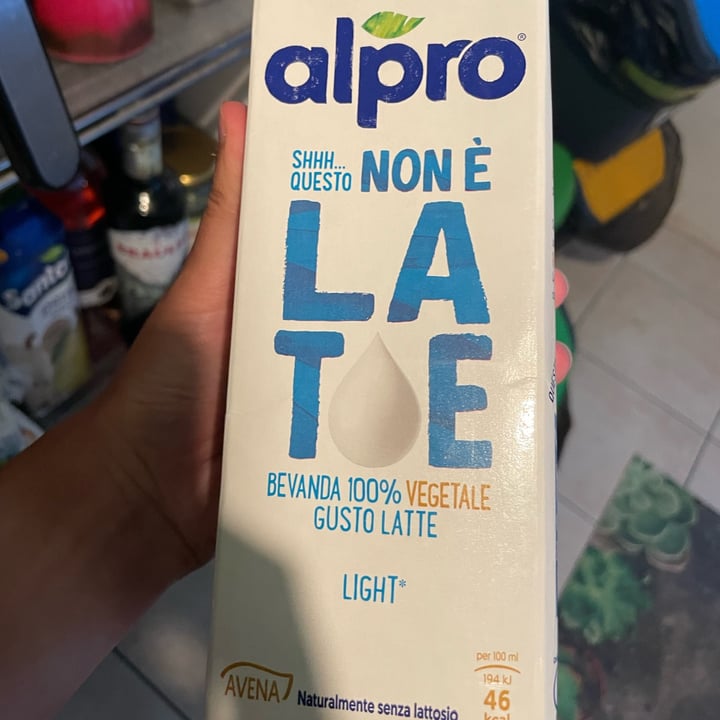 alpro®
SHHH...
QUESTO NON È
LA
TE
BEVANDA 100% VEGETALE
GUSTO LATTE
LIGHT*
AVENA
Naturalmente senza lattosio
per 100 ml
194 kJ
46
kcal
Santa